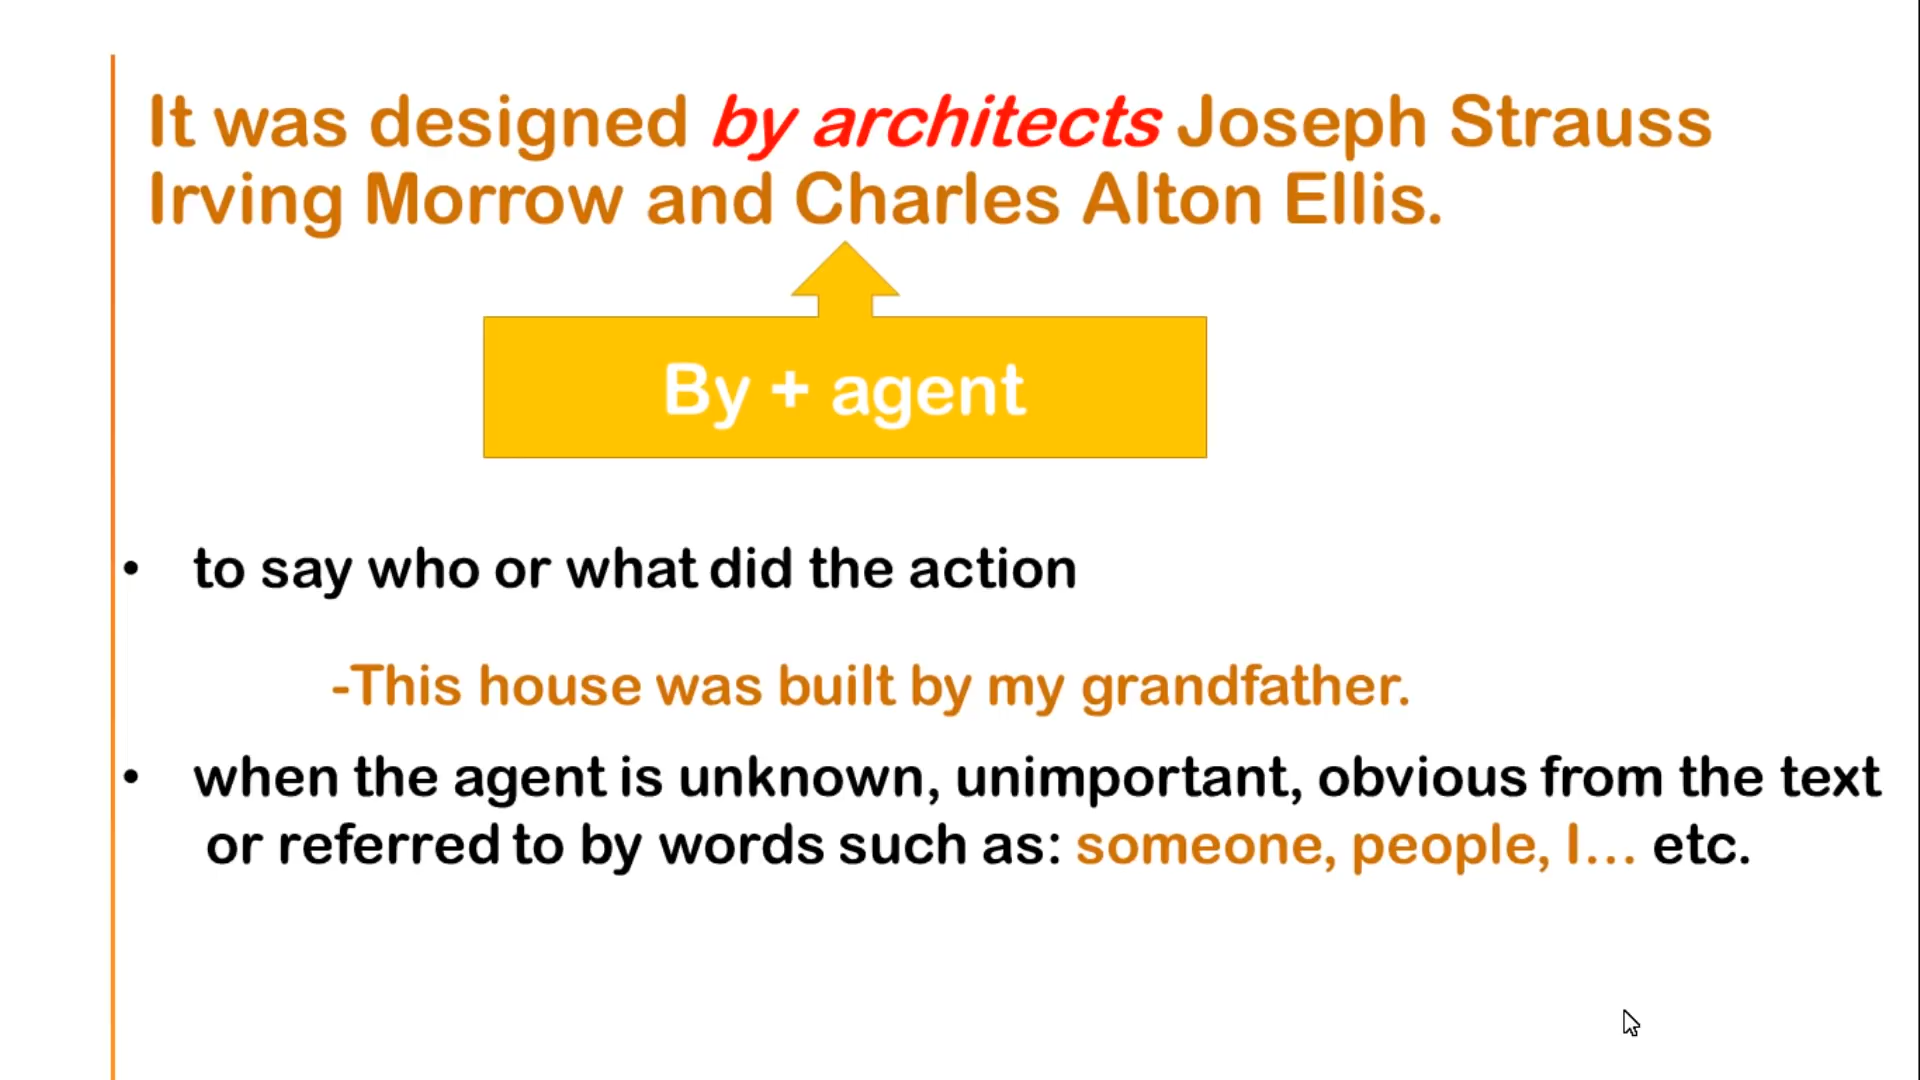 It was designed by architects Joseph Strauss
Irving Morrow and Charles Alton Ellis.
By + agent
• to say who or what did the action
-This house was built by my grandfather.
• when the agent is unknown, unimportant, obvious from the text
or referred to by words such as: someone, people, I... etc.